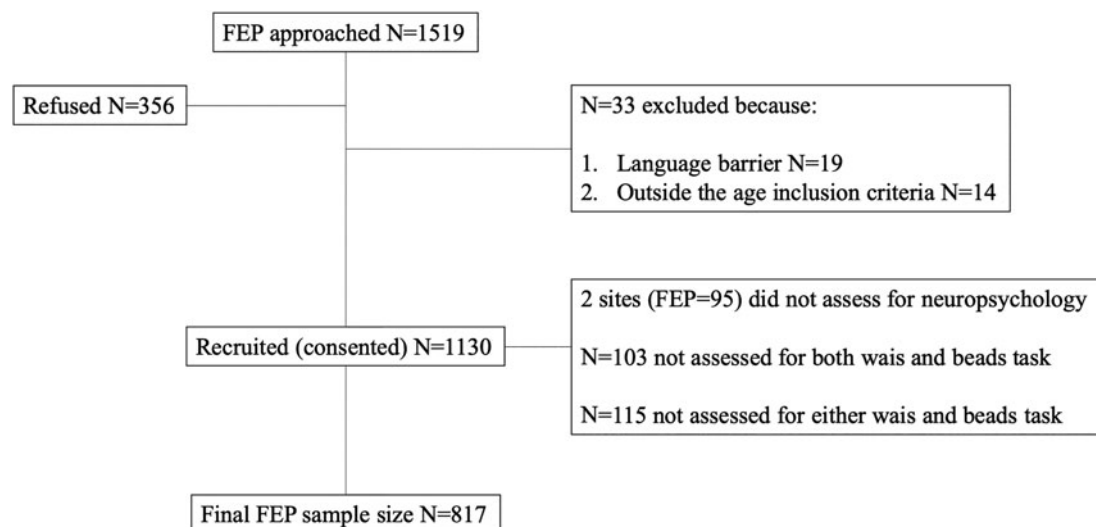 FEP approached N=1519
Refused N=356
N=33 excluded because:
1. Language barrier N=19
2. Outside the age inclusion criteria N=14
2 sites (FEP=95) did not assess for neuropsychology
Recruited (consented) N=1130
N=103 not assessed for both wais and beads task
N=115 not assessed for either wais and beads task
Final FEP sample size N=817